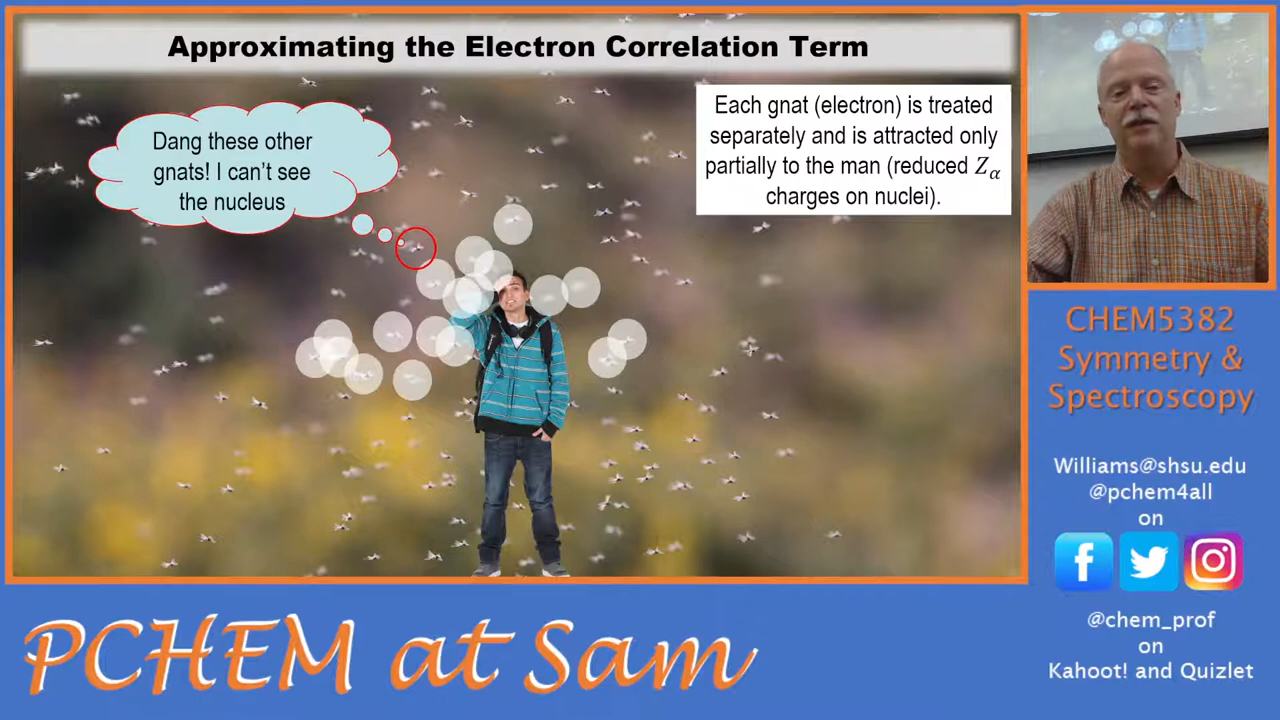 Approximating the Electron Correlation Term
Dang these other
gnats! I can't see
the nucleus
Each gnat (electron) is treated
separately and is attracted only
partially to the man (reduced Zα
charges on nuclei).
CHEM5382
Symmetry &
Spectroscopy
Williams@shsu.edu
@pchem4all
on
@chem_prof
on
Kahoot! and Quizlet
PCHEM at Sam